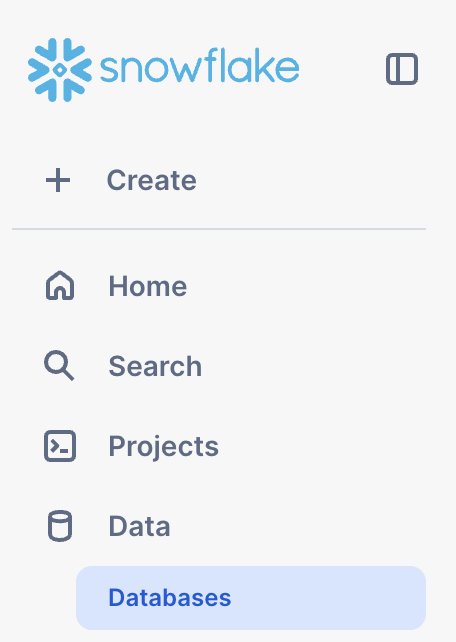 snowflake
Create
Home
Search
Projects
Data
Databases